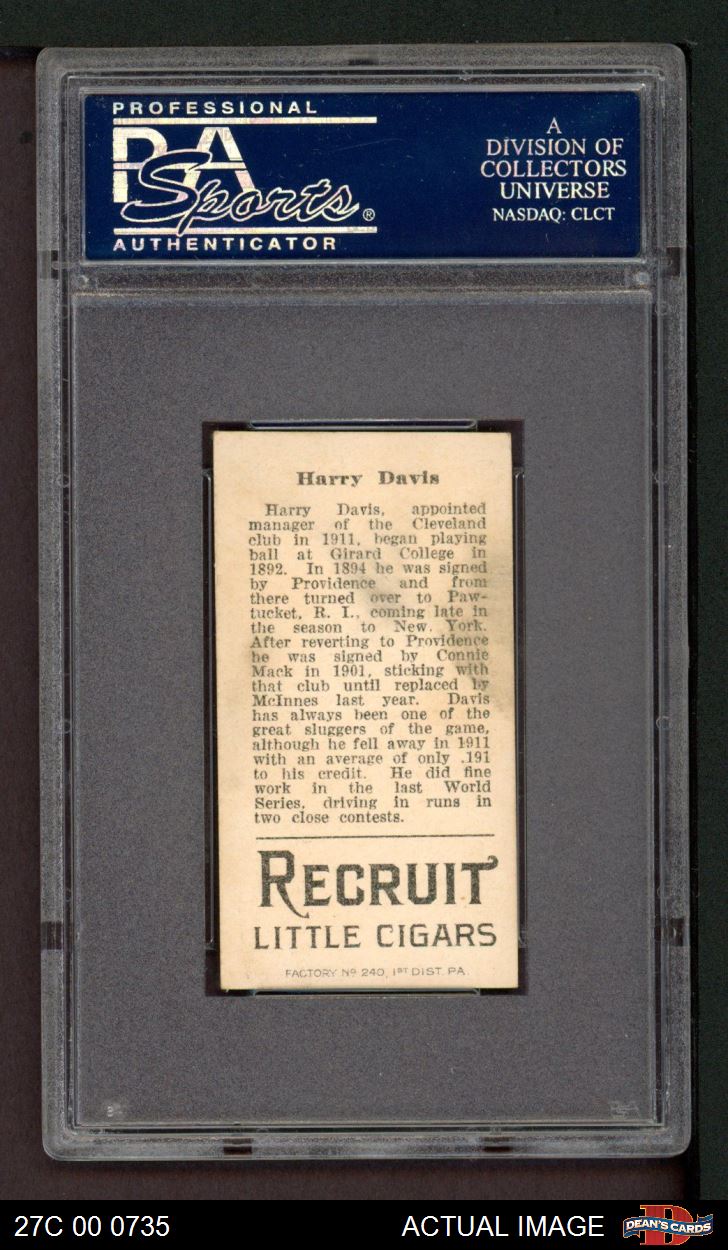 PROFESSIONAL
PSA
Sports®
AUTHENTICATOR
A
DIVISION OF
COLLECTORS
UNIVERSE
NASDAQ: CLCT
Harry Davis
Harry Davis, appointed
manager of the Cleveland
club in 1911, began playing
ball at Girard College in
1892. In 1894 he was signed
by Providence and from
there turned over to Paw-
tucket, R. I., coming late in
the season to New York.
After reverting to Providence
he was signed by Connie
Mack in 1901, sticking with
that club until replaced by
McInnes last year. Davis
has always been one of the
great sluggers of the game,
although he fell away in 1911
with an average of only .191
to his credit. He did fine
work in the last World
Series, driving in runs in
two close contests.
RECRUIT
LITTLE CIGARS
FACTORY Nº 240, 1ST DIST. PA.
27C 00 0735
ACTUAL IMAGE
DEAN'S CARDS